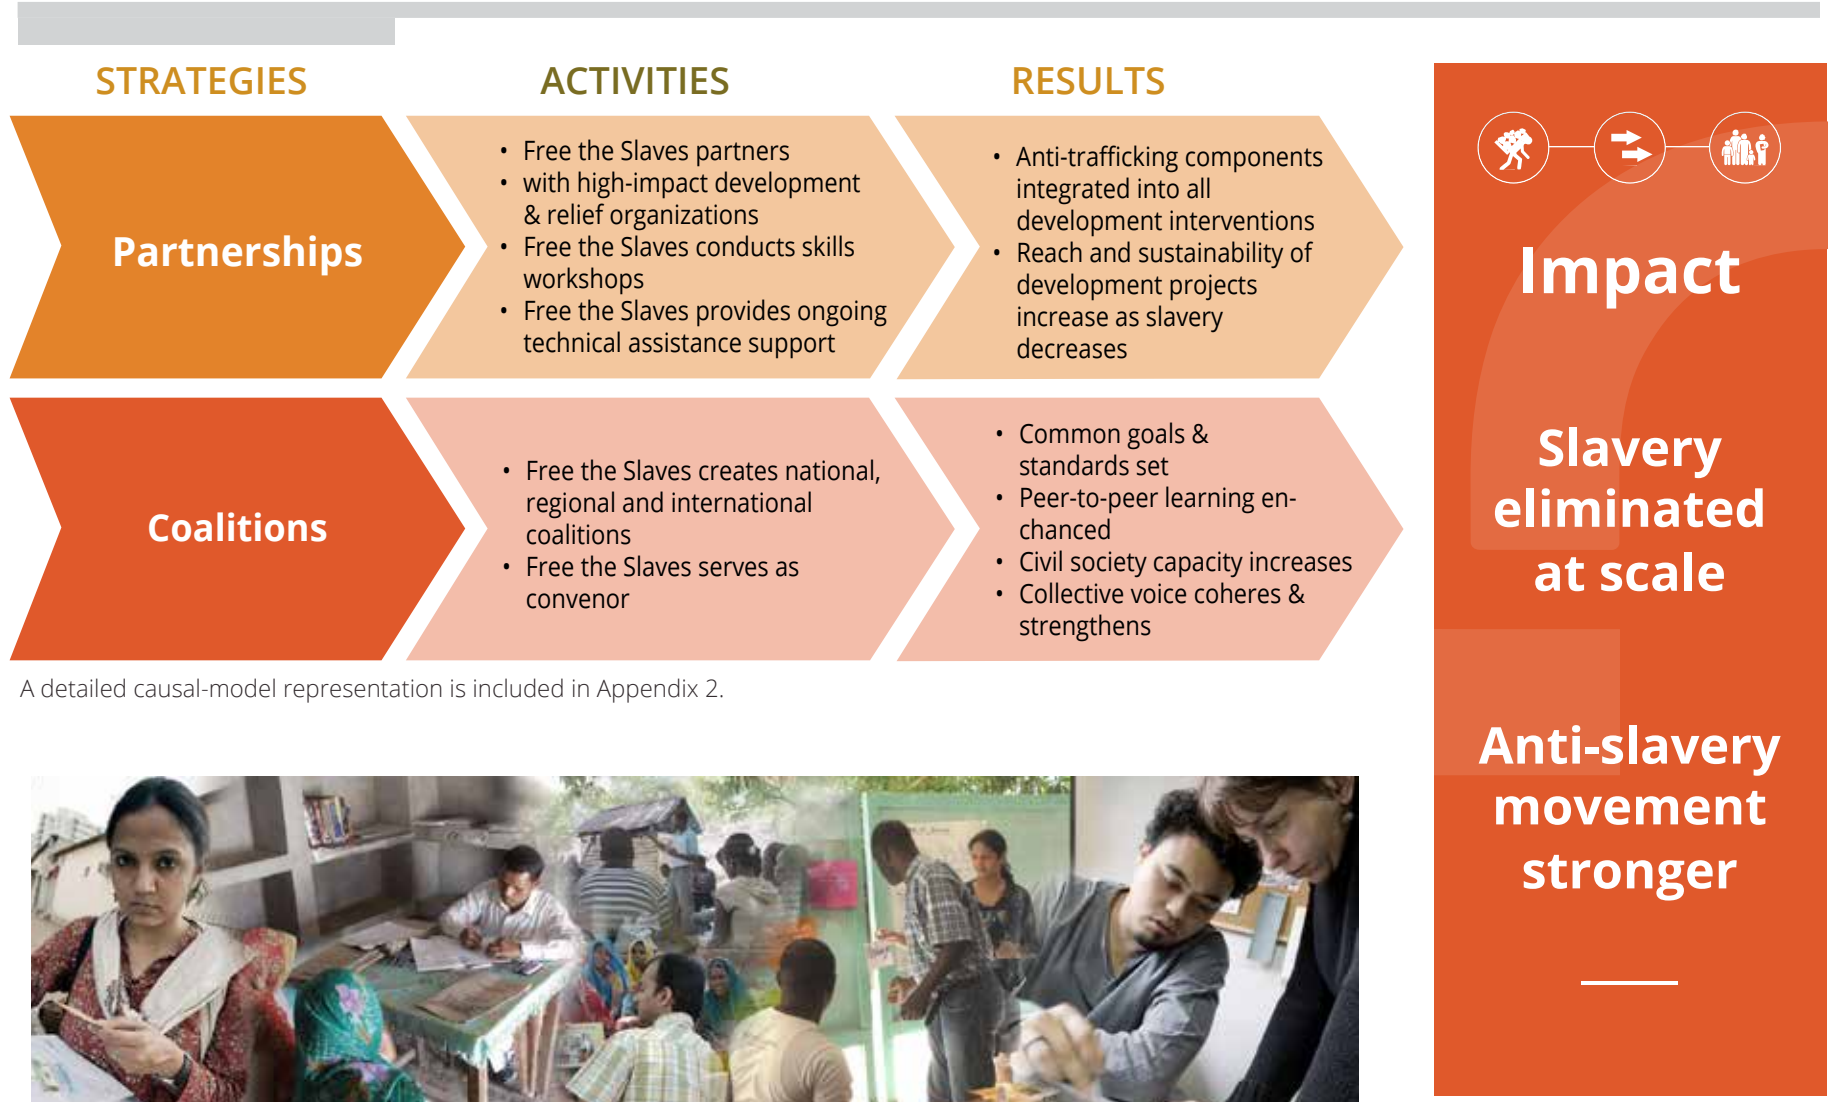 STRATEGIES
ACTIVITIES
RESULTS
Partnerships
• Free the Slaves partners
• with high-impact development
& relief organizations
• Free the Slaves conducts skills
workshops
• Free the Slaves provides ongoing
technical assistance support
• Anti-trafficking components
integrated into all
development interventions
• Reach and sustainability of
development projects
increase as slavery
decreases
Coalitions
• Free the Slaves creates national,
regional and international
coalitions
• Free the Slaves serves as
convenor
• Common goals &
standards set
• Peer-to-peer learning en-
chanced
• Civil society capacity increases
• Collective voice coheres &
strengthens
A detailed causal-model representation is included in Appendix 2.
Impact
Slavery
eliminated
at scale
Anti-slavery
movement
stronger